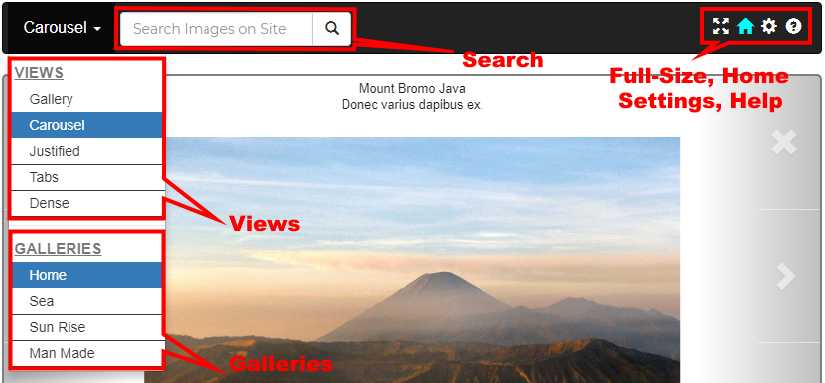 Carousel
Search Images on Site
Search
Full-Size, Home
Settings, Help
VIEWS
Gallery
Carousel
Justified
Tabs
Dense
Views
GALLERIES
Home
Sea
Sun Rise
Man Made
Galleries
Mount Bromo Java
Donec varius dapibus ex.